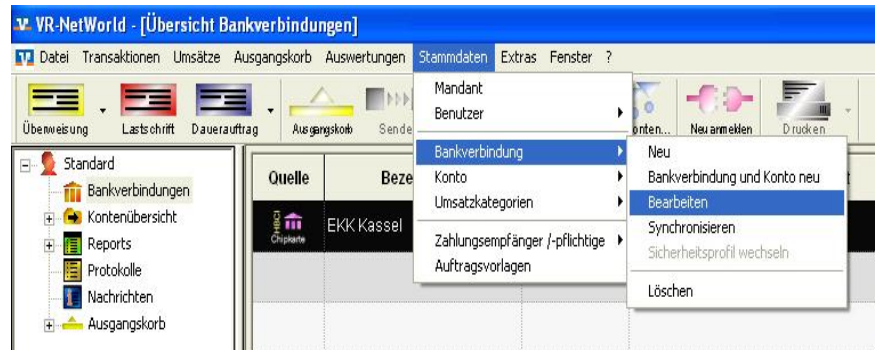 VR-NetWorld - [Übersicht Bankverbindungen]
Datei Transaktionen Umsätze Ausgangskorb Auswertungen Stammdaten Extras Fenster ?
Überweisung Lastschrift Dauerauftrag Ausgangskorb Sende onten... Neu anmelden Drucken
Mandant
Benutzer
Bankverbindung
Konto
Umsatzkategorien
Zahlungsempfänger /-pflichtige
Auftragsvorlagen
Neu
Bankverbindung und Konto neu
Bearbeiten
Synchronisieren
Sicherheitsprofil wechseln
Löschen
Standard
Bankverbindungen
Kontenübersicht
Reports
Protokolle
Nachrichten
Ausgangskorb
Quelle Beze
HBCI
Chipkarte
EKK Kassel